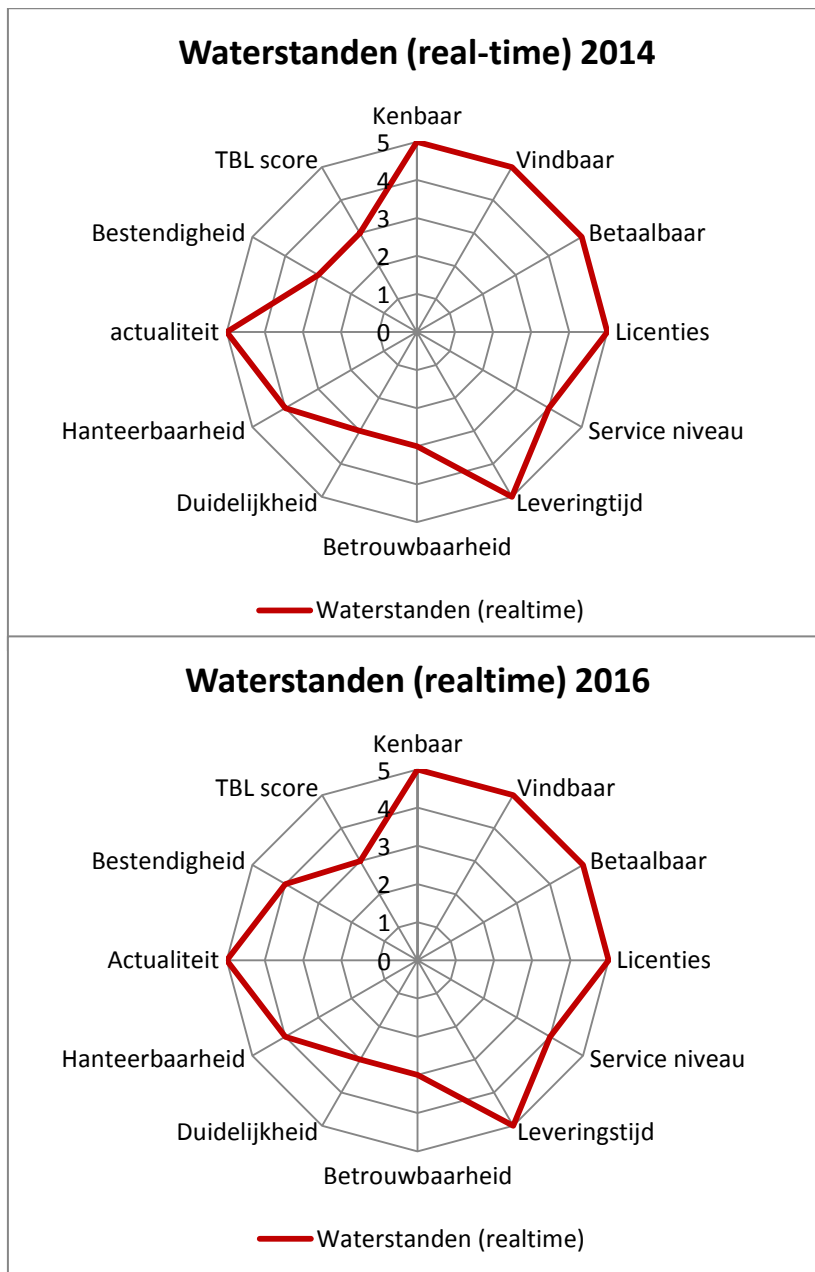 Waterstanden (real-time) 2014
Kenbaar
TBL score
Vindbaar
Bestendigheid
Betaalbaar
actualiteit
Licenties
Hanteerbaarheid
Service niveau
Duidelijkheid
Leveringtijd
Betrouwbaarheid
5
4
3
2
1
0
Waterstanden (realtime)
Waterstanden (realtime) 2016
Kenbaar
TBL score
Vindbaar
Bestendigheid
Betaalbaar
Actualiteit
Licenties
Hanteerbaarheid
Service niveau
Duidelijkheid
Leveringstijd
Betrouwbaarheid
5
4
3
2
1
0
Waterstanden (realtime)